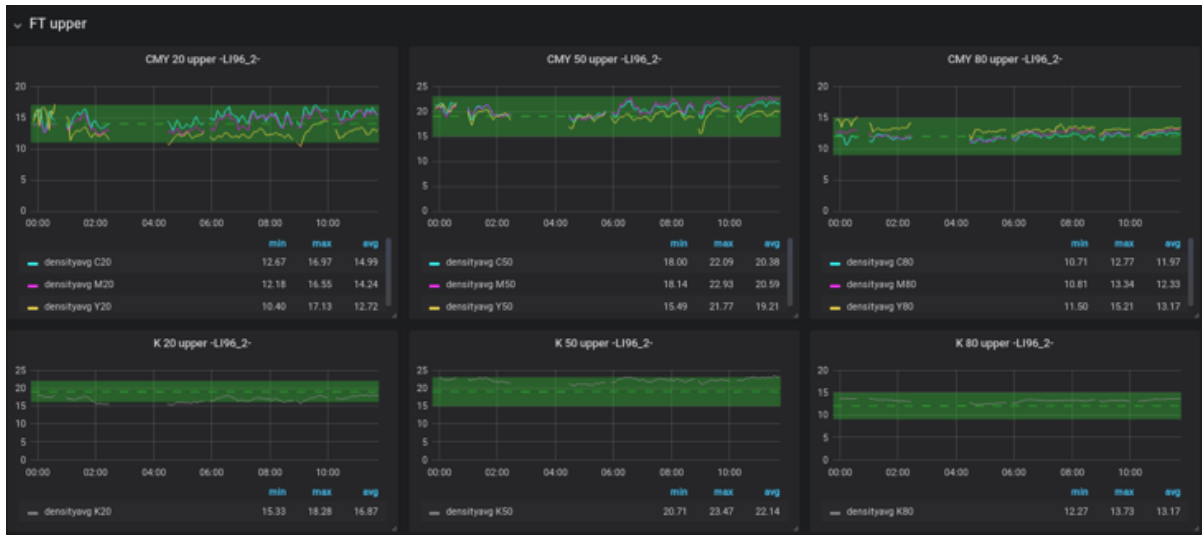 FT upper
CMY 20 upper -LI96_2-
20
15
10
5
0
00:00 02:00 04:00 06:00 08:00 10:00
min max avg
densityavg C20 12.67 16.97 14.99
densityavg M20 12.18 16.55 14.24
densityavg Y20 10.40 17.13 12.72
CMY 50 upper -LI96_2-
25
20
15
10
5
0
00:00 02:00 04:00 06:00 08:00 10:00
min max avg
densityavg C50 18.00 22.09 20.38
densityavg M50 18.14 22.93 20.59
densityavg Y50 15.49 21.77 19.21
CMY 80 upper -LI96_2-
20
15
10
5
0
00:00 02:00 04:00 06:00 08:00 10:00
min max avg
densityavg C80 10.71 12.77 11.97
densityavg M80 10.81 13.34 12.33
densityavg Y80 11.50 15.21 13.17
K 20 upper -LI96_2-
25
20
15
10
5
0
00:00 02:00 04:00 06:00 08:00 10:00
min max avg
densityavg K20 15.33 18.28 16.87
K 50 upper -LI96_2-
25
20
15
10
5
0
00:00 02:00 04:00 06:00 08:00 10:00
min max avg
densityavg K50 20.71 23.47 22.14
K 80 upper -LI96_2-
20
15
10
5
0
00:00 02:00 04:00 06:00 08:00 10:00
min max avg
densityavg K80 12.27 13.73 13.17